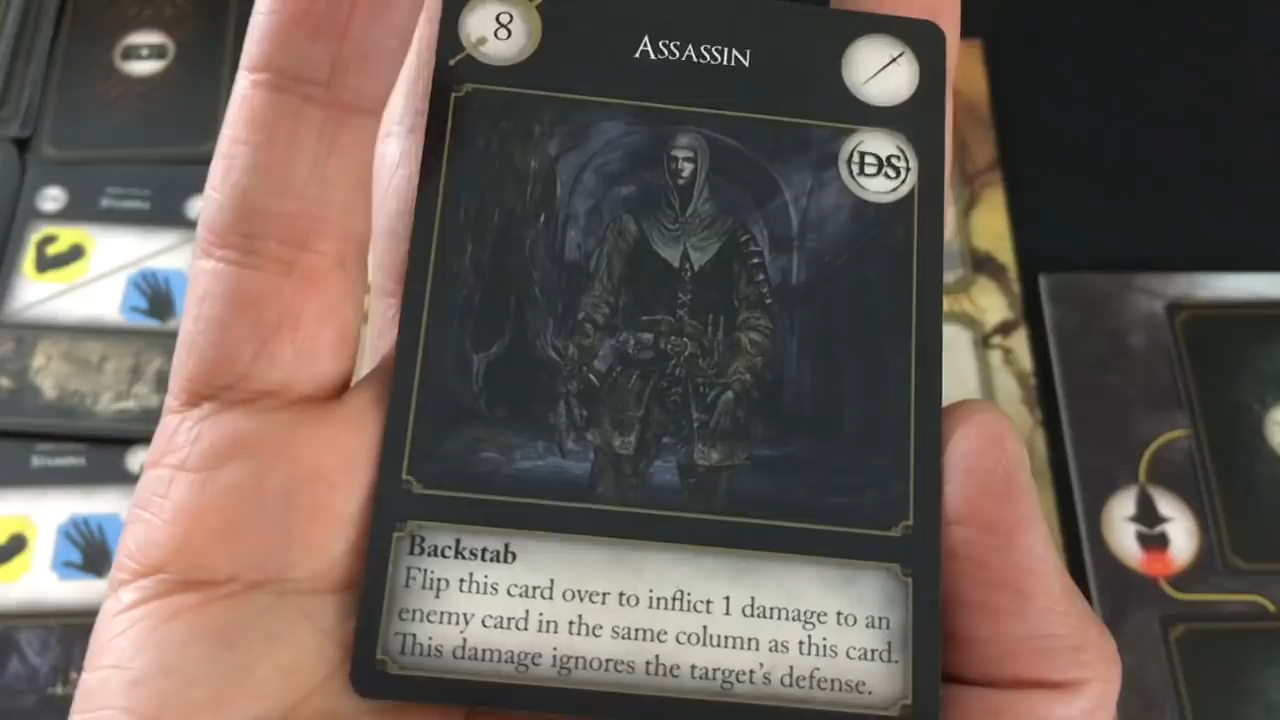 8
Assassin
DS
Backstab
Flip this card over to inflict 1 damage to an
enemy card in the same column as this card.
This damage ignores the target's defense.